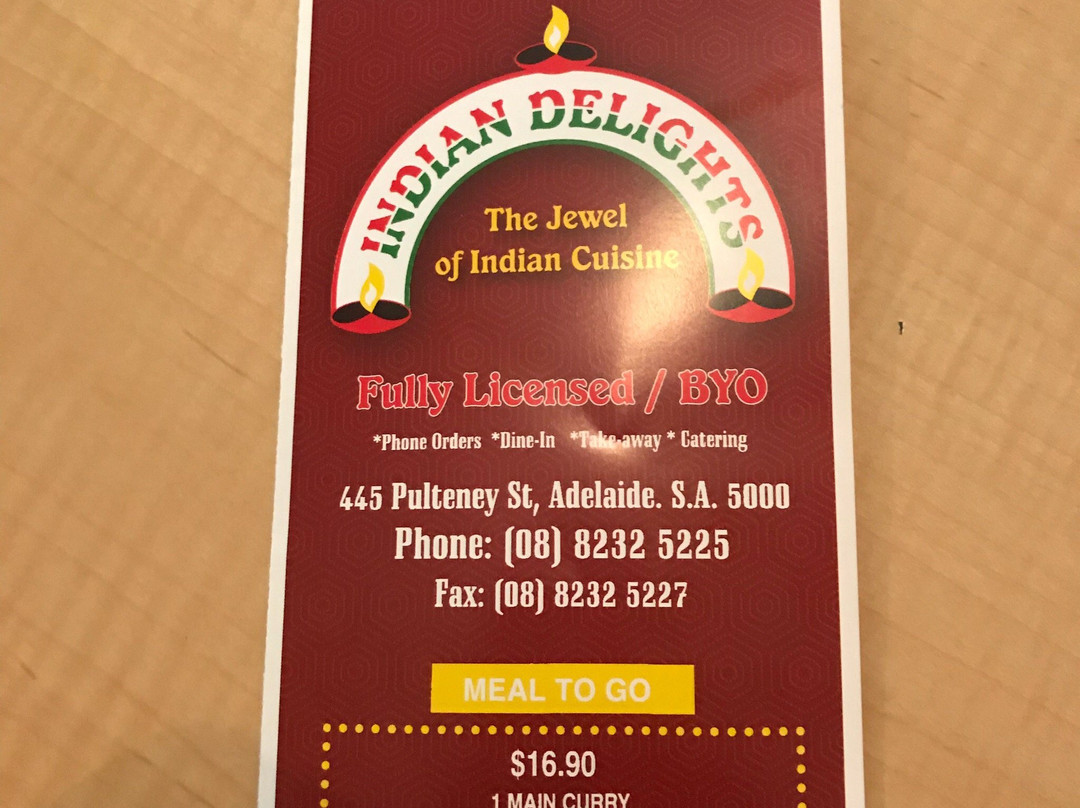 INDIAN DELIGHTS
The Jewel
of Indian Cuisine
Fully Licensed / BYO
*Phone Orders *Dine-In *Take-away * Catering
445 Pulteney St, Adelaide. S.A. 5000
Phone: (08) 8232 5225
Fax: (08) 8232 5227
MEAL TO GO
$16.90
1 MAIN CURRY